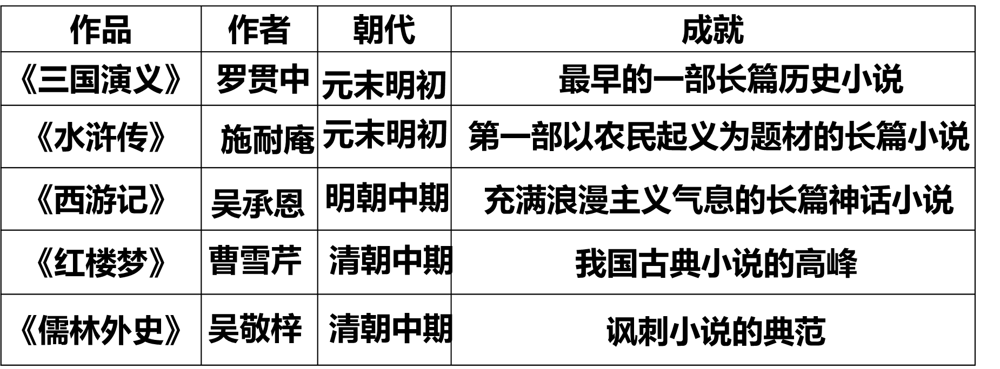 作品 作者 朝代 成就
《三国演义》 罗贯中 元末明初 最早的一部长篇历史小说
《水浒传》 施耐庵 元末明初 第一部以农民起义为题材的长篇小说
《西游记》 吴承恩 明朝中期 充满浪漫主义气息的长篇神话小说
《红楼梦》 曹雪芹 清朝中期 我国古典小说的高峰
《儒林外史》 吴敬梓 清朝中期 讽刺小说的典范